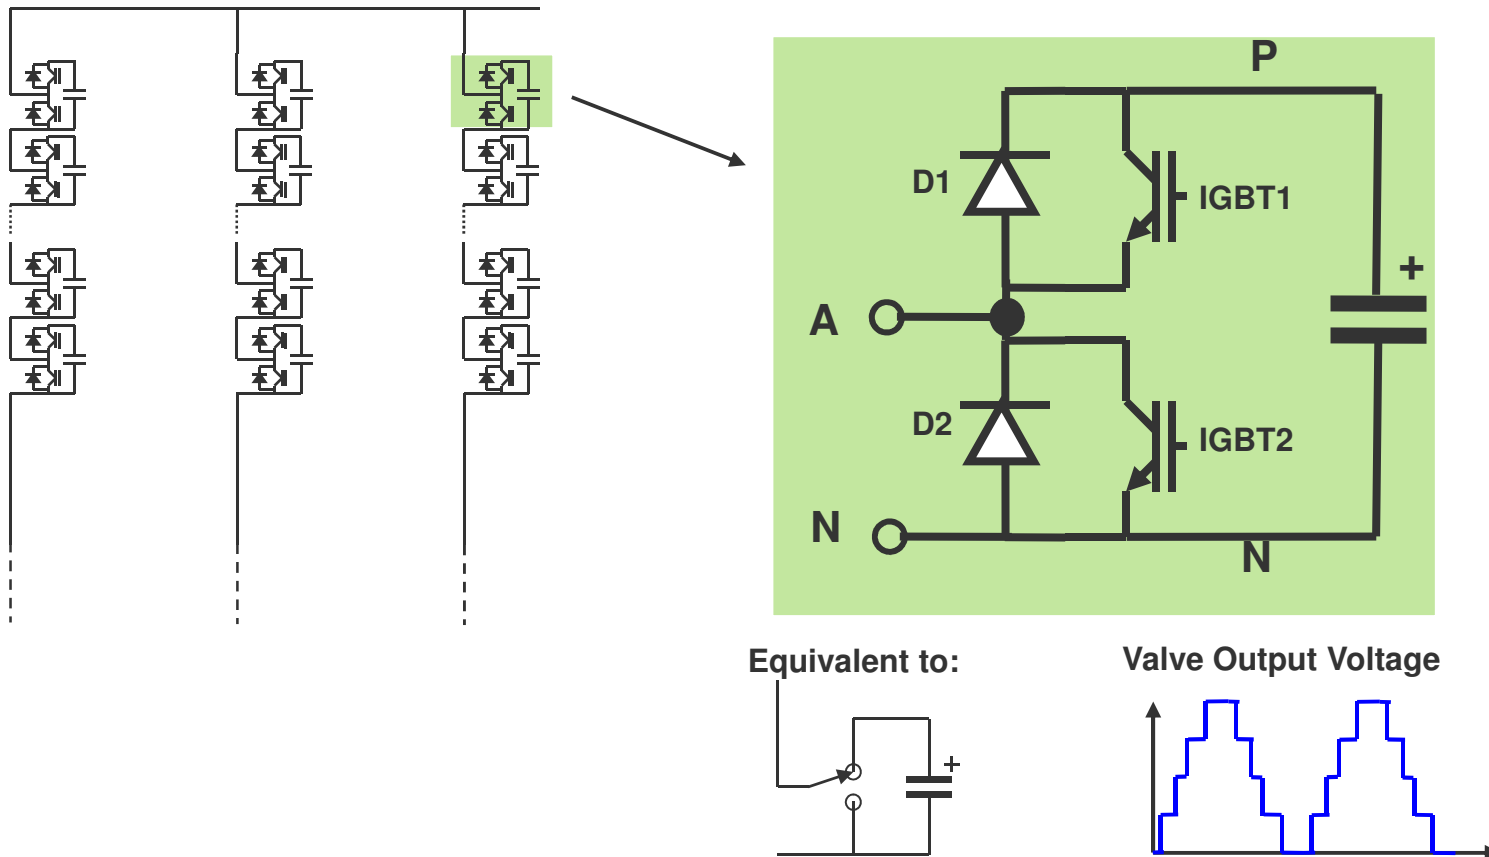 P
D1
IGBT1
+
A
D2
IGBT2
N
N
Equivalent to:
Valve Output Voltage
+